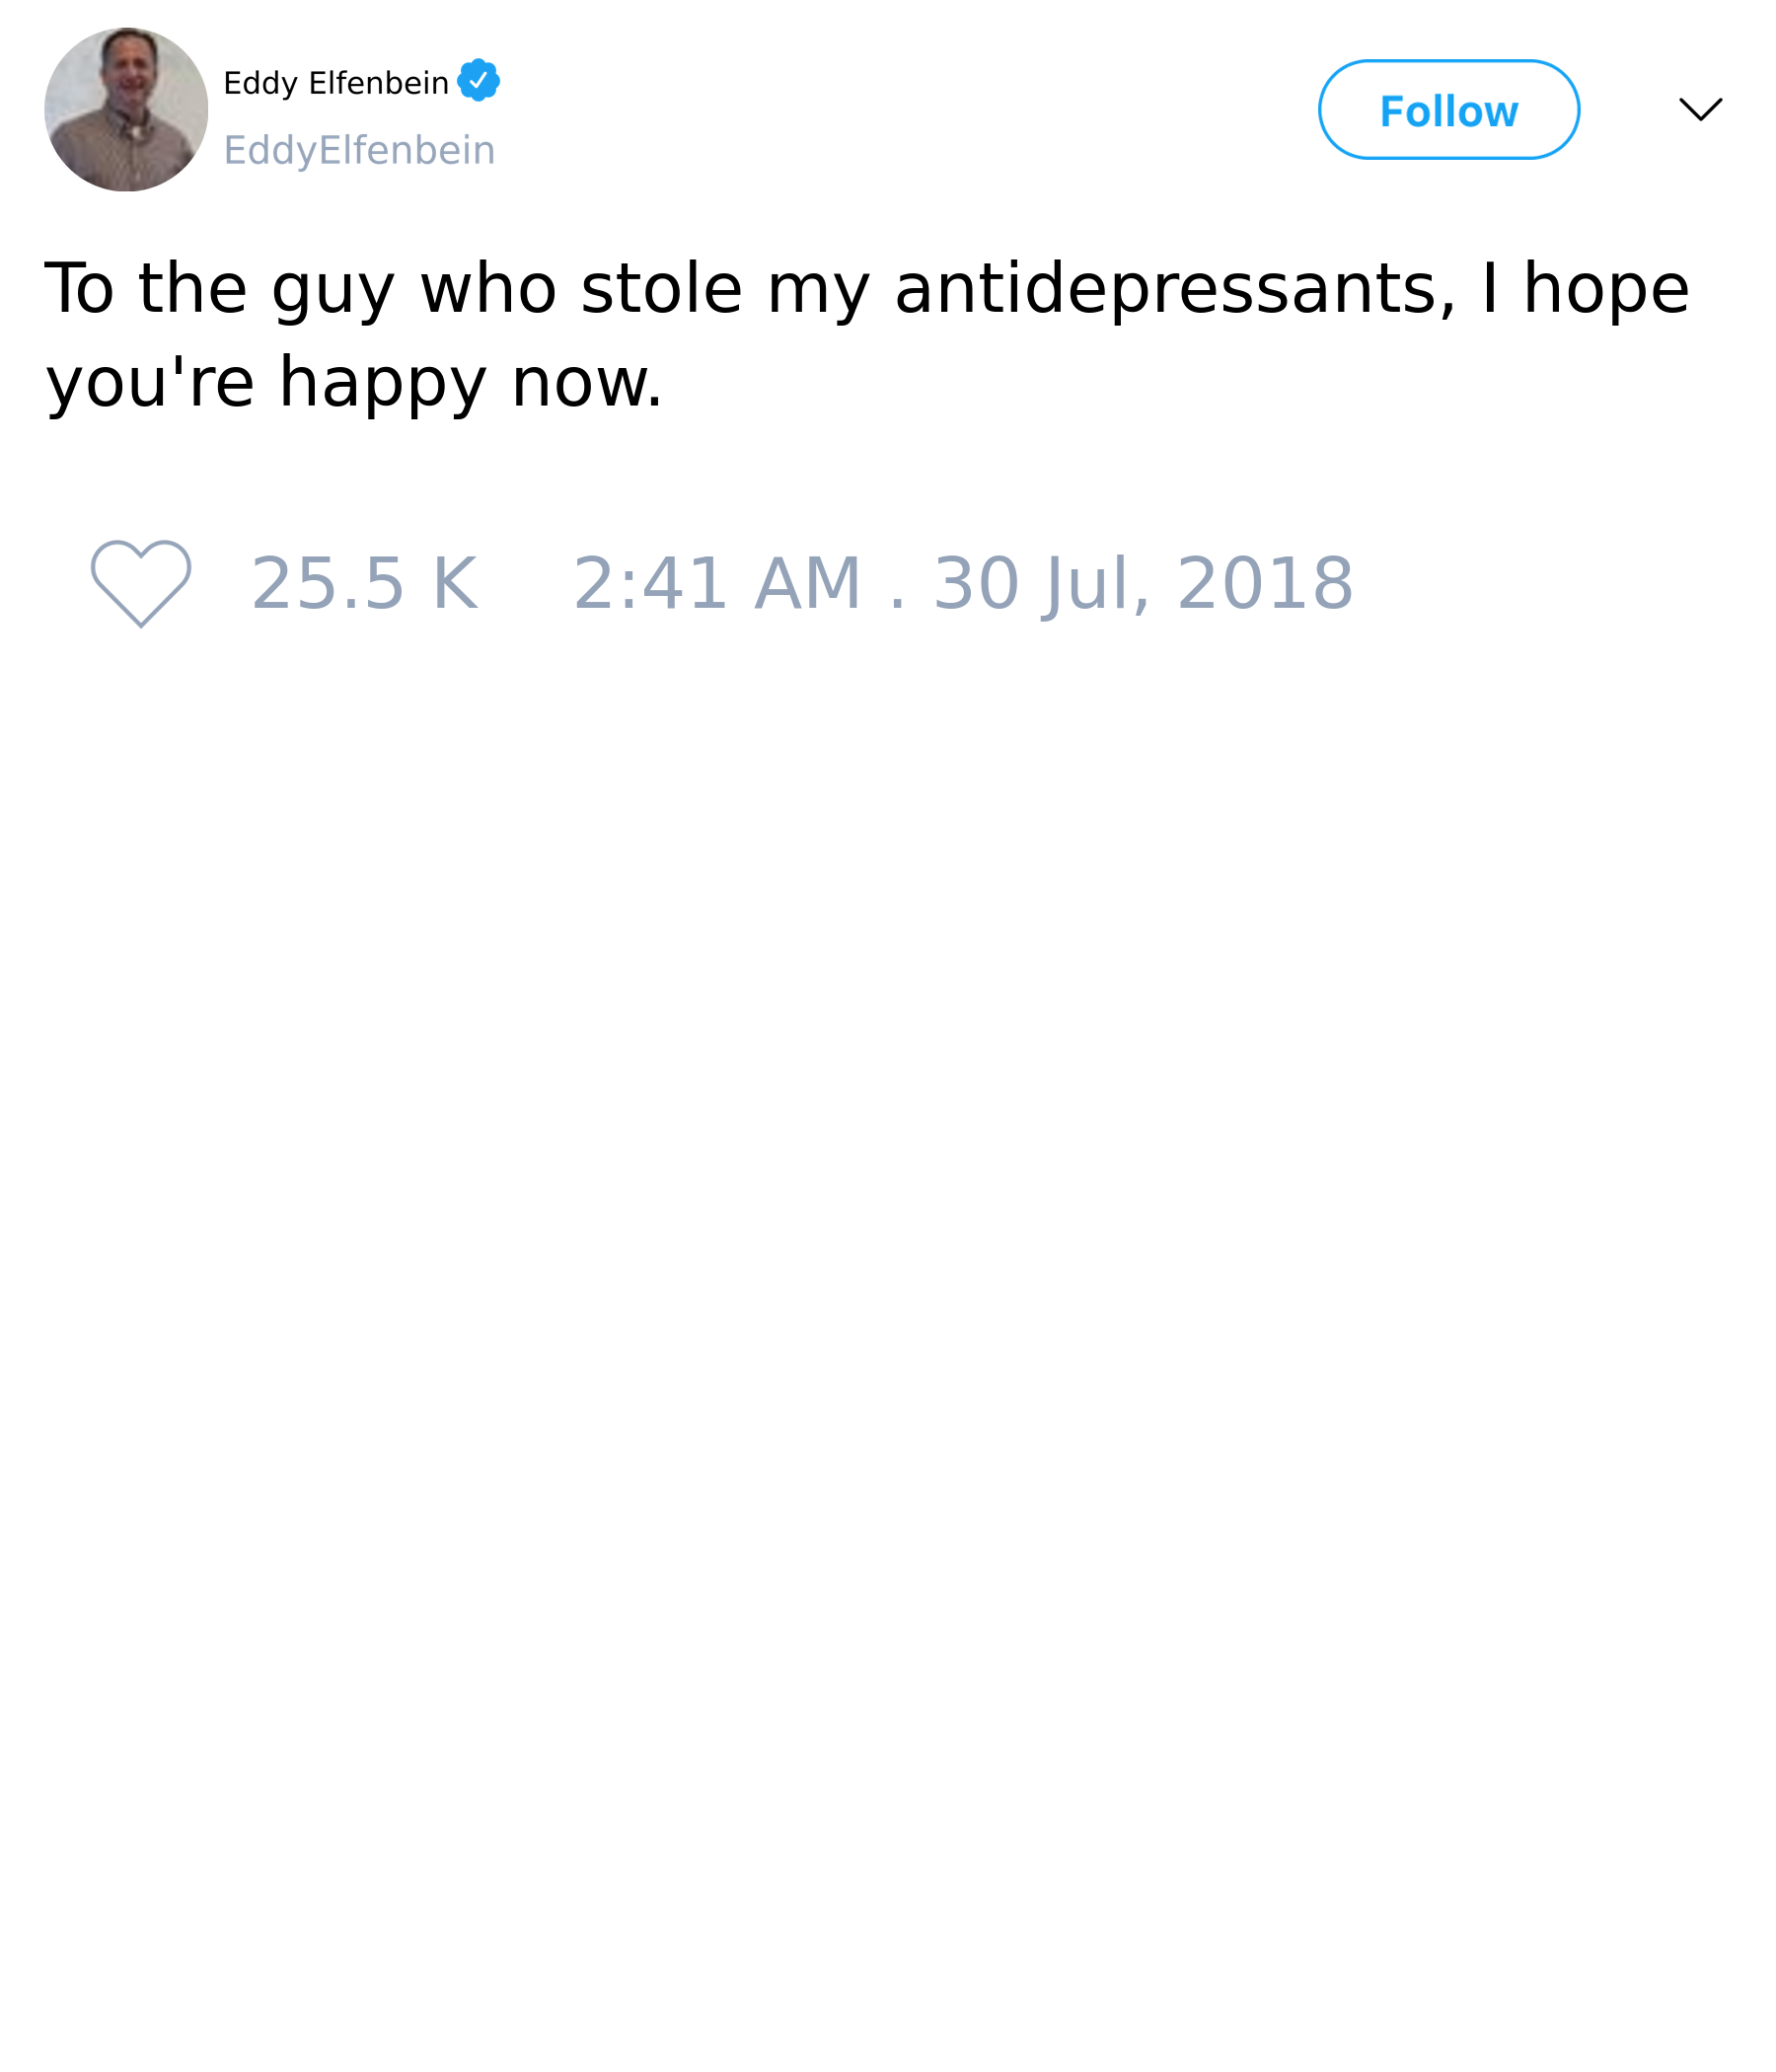 Eddy Elfenbein
EddyElfenbein
Follow
To the guy who stole my antidepressants, I hope
you're happy now.
25.5 K 2:41 AM . 30 Jul, 2018